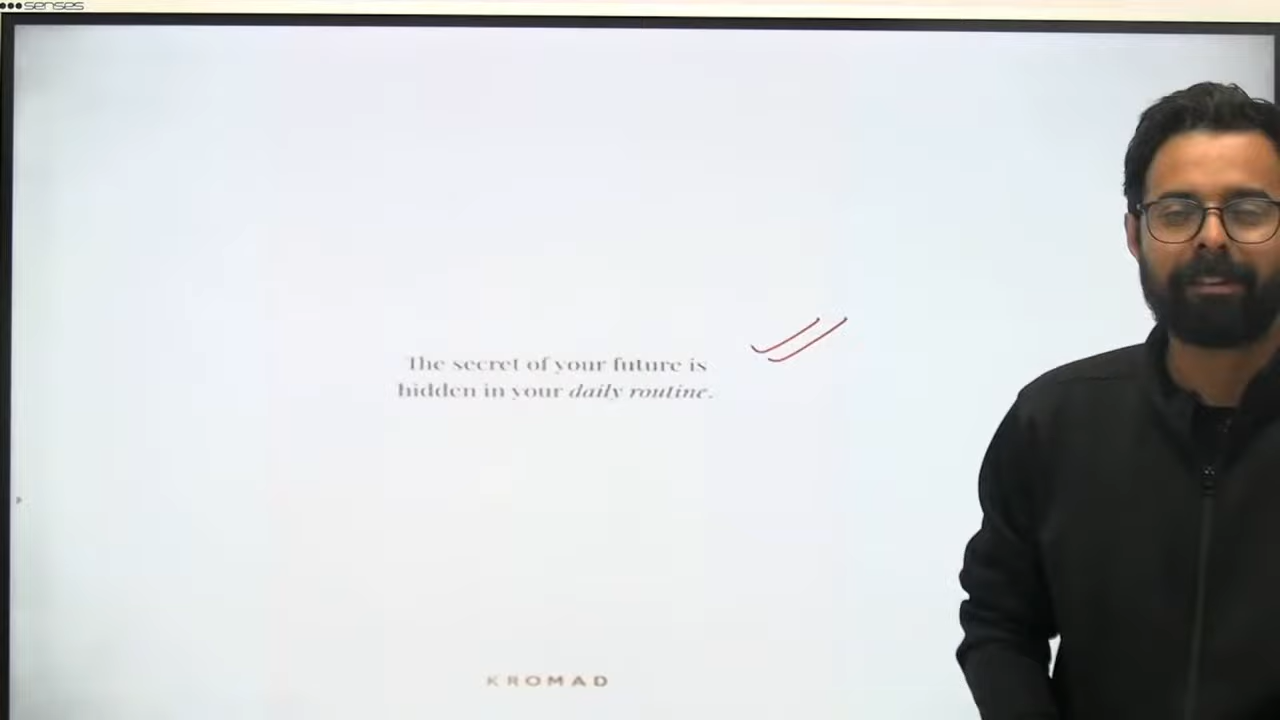 senses
The secret of your future is
hidden in your daily routine.
KROMAD